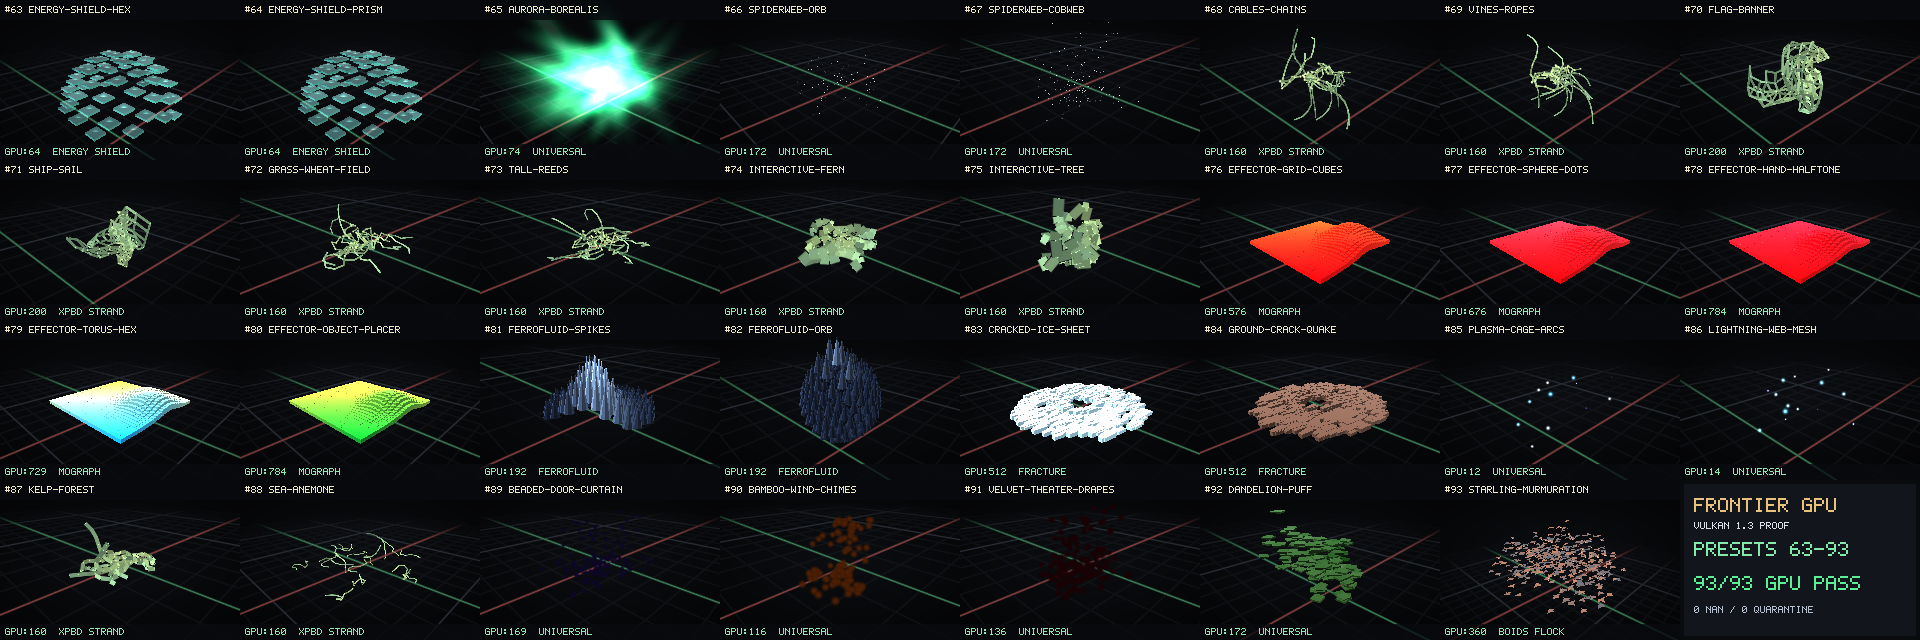 #63 ENERGY-SHIELD-HEX
#64 ENERGY-SHIELD-PRISM
#65 AURORA-BOREALIS
#66 SPIDERWEB-ORB
#67 SPIDERWEB-COBWEB
#68 CABLES-CHAINS
#69 VINES-ROPES
#70 FLAG-BANNER
GPU:64 ENERGY SHIELD
GPU:64 ENERGY SHIELD
GPU:74 UNIVERSAL
GPU:172 UNIVERSAL
GPU:172 UNIVERSAL
GPU:160 XPBD STRAND
GPU:160 XPBD STRAND
GPU:200 XPBD STRAND
#71 SHIP-SAIL
#72 GRASS-WHEAT-FIELD
#73 TALL-REEDS
#74 INTERACTIVE-FERN
#75 INTERACTIVE-TREE
#76 EFFECTOR-GRID-CUBES
#77 EFFECTOR-SPHERE-DOTS
#78 EFFECTOR-HAND-HALFTONE
GPU:200 XPBD STRAND
GPU:160 XPBD STRAND
GPU:160 XPBD STRAND
GPU:160 XPBD STRAND
GPU:160 XPBD STRAND
GPU:576 MOGRAPH
GPU:676 MOGRAPH
GPU:784 MOGRAPH
#79 EFFECTOR-TORUS-HEX
#80 EFFECTOR-OBJECT-PLACER
#81 FERROFLUID-SPIKES
#82 FERROFLUID-ORB
#83 CRACKED-ICE-SHEET
#84 GROUND-CRACK-QUAKE
#85 PLASMA-CAGE-ARCS
#86 LIGHTNING-WEB-MESH
GPU:729 MOGRAPH
GPU:784 MOGRAPH
GPU:192 FERROFLUID
GPU:192 FERROFLUID
GPU:512 FRACTURE
GPU:512 FRACTURE
GPU:12 UNIVERSAL
GPU:14 UNIVERSAL
#87 KELP-FOREST
#88 SEA-ANEMONE
#89 BEADED-DOOR-CURTAIN
#90 BAMBOO-WIND-CHIMES
#91 VELVET-THEATER-DRAPES
#92 DANDELION-PUFF
#93 STARLING-MURMURATION
GPU:160 XPBD STRAND
GPU:160 XPBD STRAND
GPU:169 UNIVERSAL
GPU:116 UNIVERSAL
GPU:136 UNIVERSAL
GPU:172 UNIVERSAL
GPU:360 BOIDS FLOCK
FRONTIER GPU
VULKAN 1.3 PROOF
PRESETS 63-93
93/93 GPU PASS
0 NAN / 0 QUARANTINE